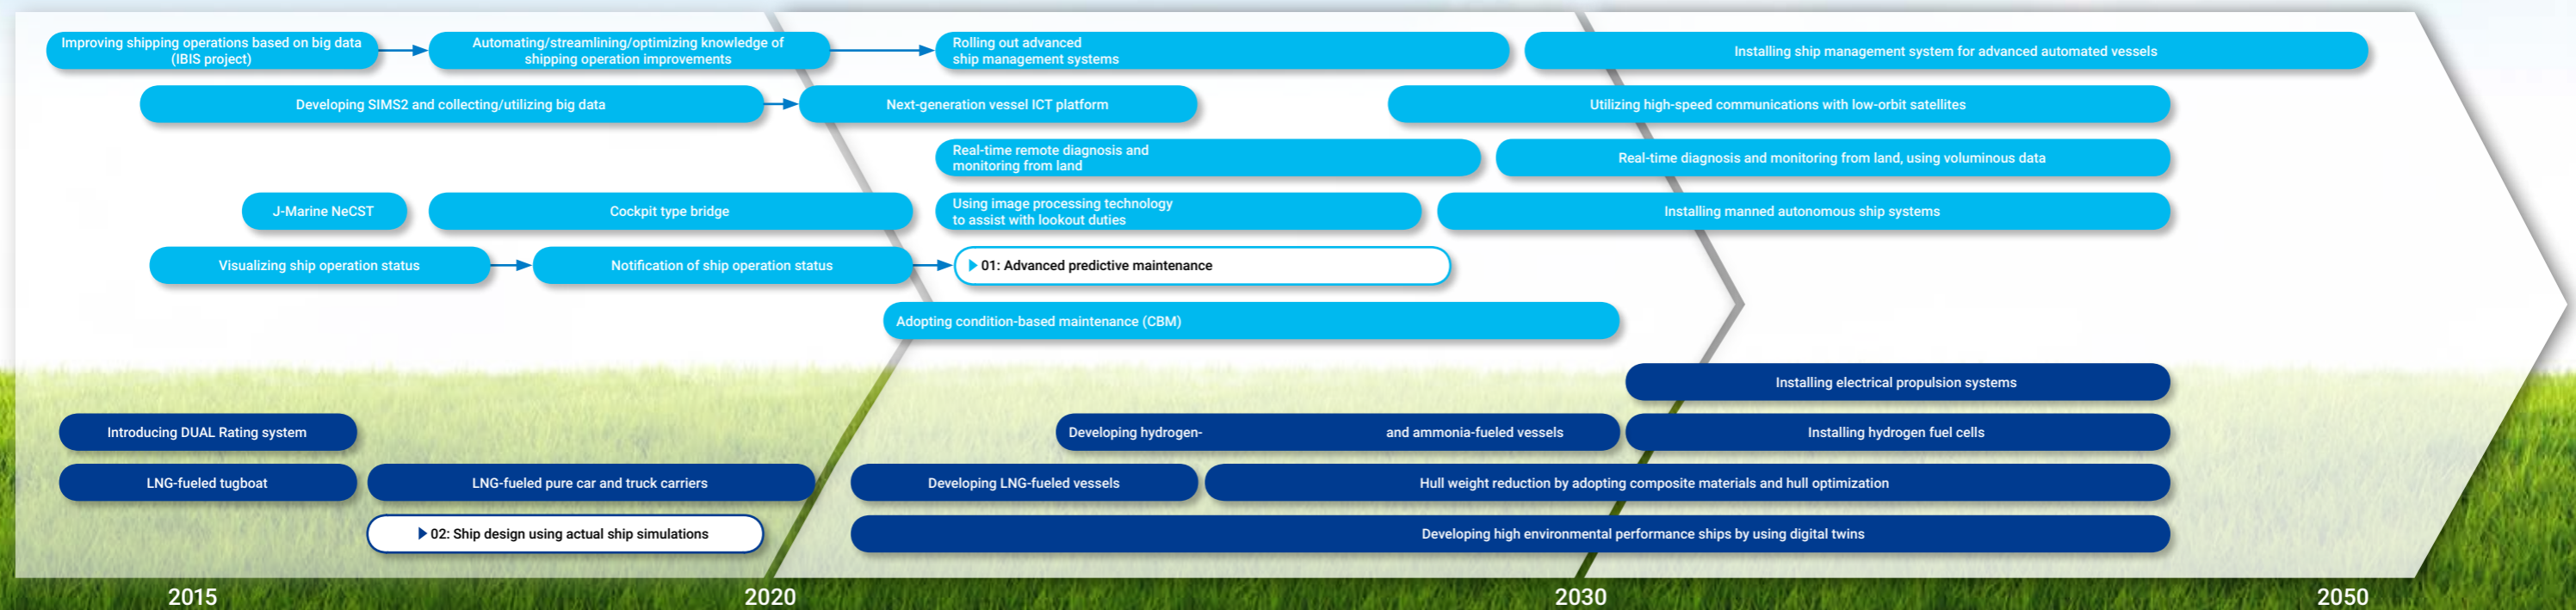 Improving shipping operations based on big data
(IBIS project)
Automating/streamlining/optimizing knowledge of
shipping operation improvements
Rolling out advanced
ship management systems
Installing ship management system for advanced automated vessels
Developing SIMS2 and collecting/utilizing big data
Next-generation vessel ICT platform
Utilizing high-speed communications with low-orbit satellites
Real-time remote diagnosis and
monitoring from land
Real-time diagnosis and monitoring from land, using voluminous data
J-Marine NeCST
Cockpit type bridge
Using image processing technology
to assist with lookout duties
Installing manned autonomous ship systems
Visualizing ship operation status
Notification of ship operation status
01: Advanced predictive maintenance
Adopting condition-based maintenance (CBM)
Installing electrical propulsion systems
Introducing DUAL Rating system
Developing hydrogen- and ammonia-fueled vessels
Installing hydrogen fuel cells
LNG-fueled tugboat
LNG-fueled pure car and truck carriers
Developing LNG-fueled vessels
Hull weight reduction by adopting composite materials and hull optimization
02: Ship design using actual ship simulations
Developing high environmental performance ships by using digital twins
2015
2020
2030
2050